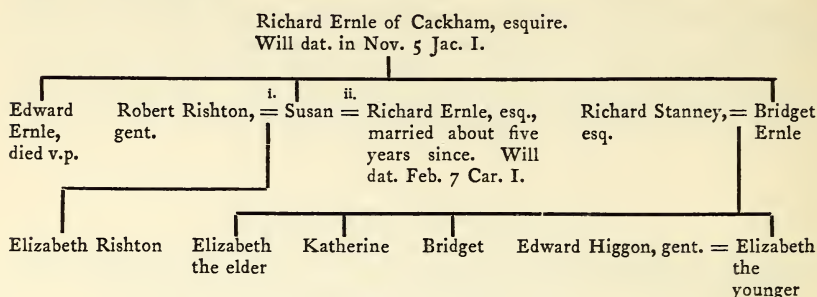 Richard Ernle of Cackham, esquire.
Will dat. in Nov. 5 Jac. I.
Edward
Ernle,
died v.p.
Robert Rishton,
gent.
i.
= Susan =
ii.
Richard Ernle, esq.,
married about five
years since. Will
dat. Feb. 7 Car. I.
Richard Stanney, =
esq.
Bridget
Ernle
Elizabeth Rishton
Elizabeth
the elder
Katherine
Bridget
Edward Higgon, gent. =
Elizabeth
the
younger